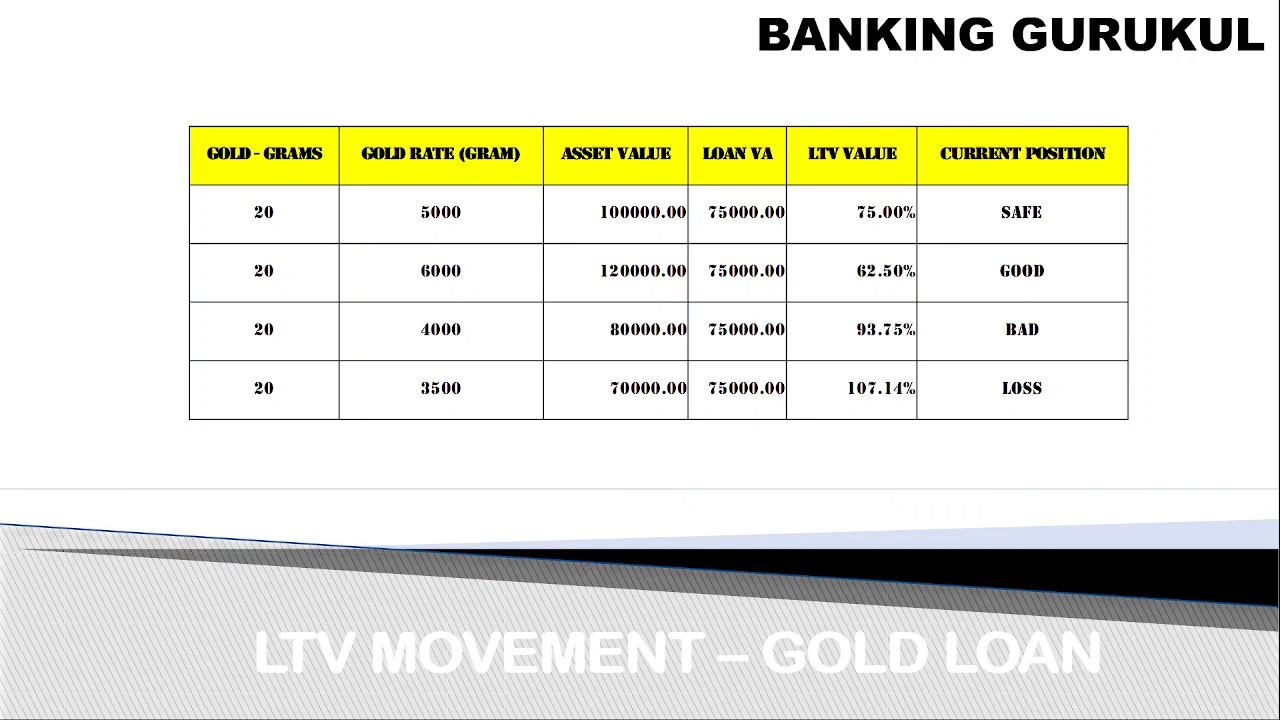 BANKING GURUKUL
GOLD - GRAMS GOLD RATE (GRAM) ASSET VALUE LOAN VA LTV VALUE CURRENT POSITION
20 5000 100000.00 75000.00 75.00% SAFE
20 6000 120000.00 75000.00 62.50% GOOD
20 4000 80000.00 75000.00 93.75% BAD
20 3500 70000.00 75000.00 107.14% LOSS
LTV MOVEMENT – GOLD LOAN